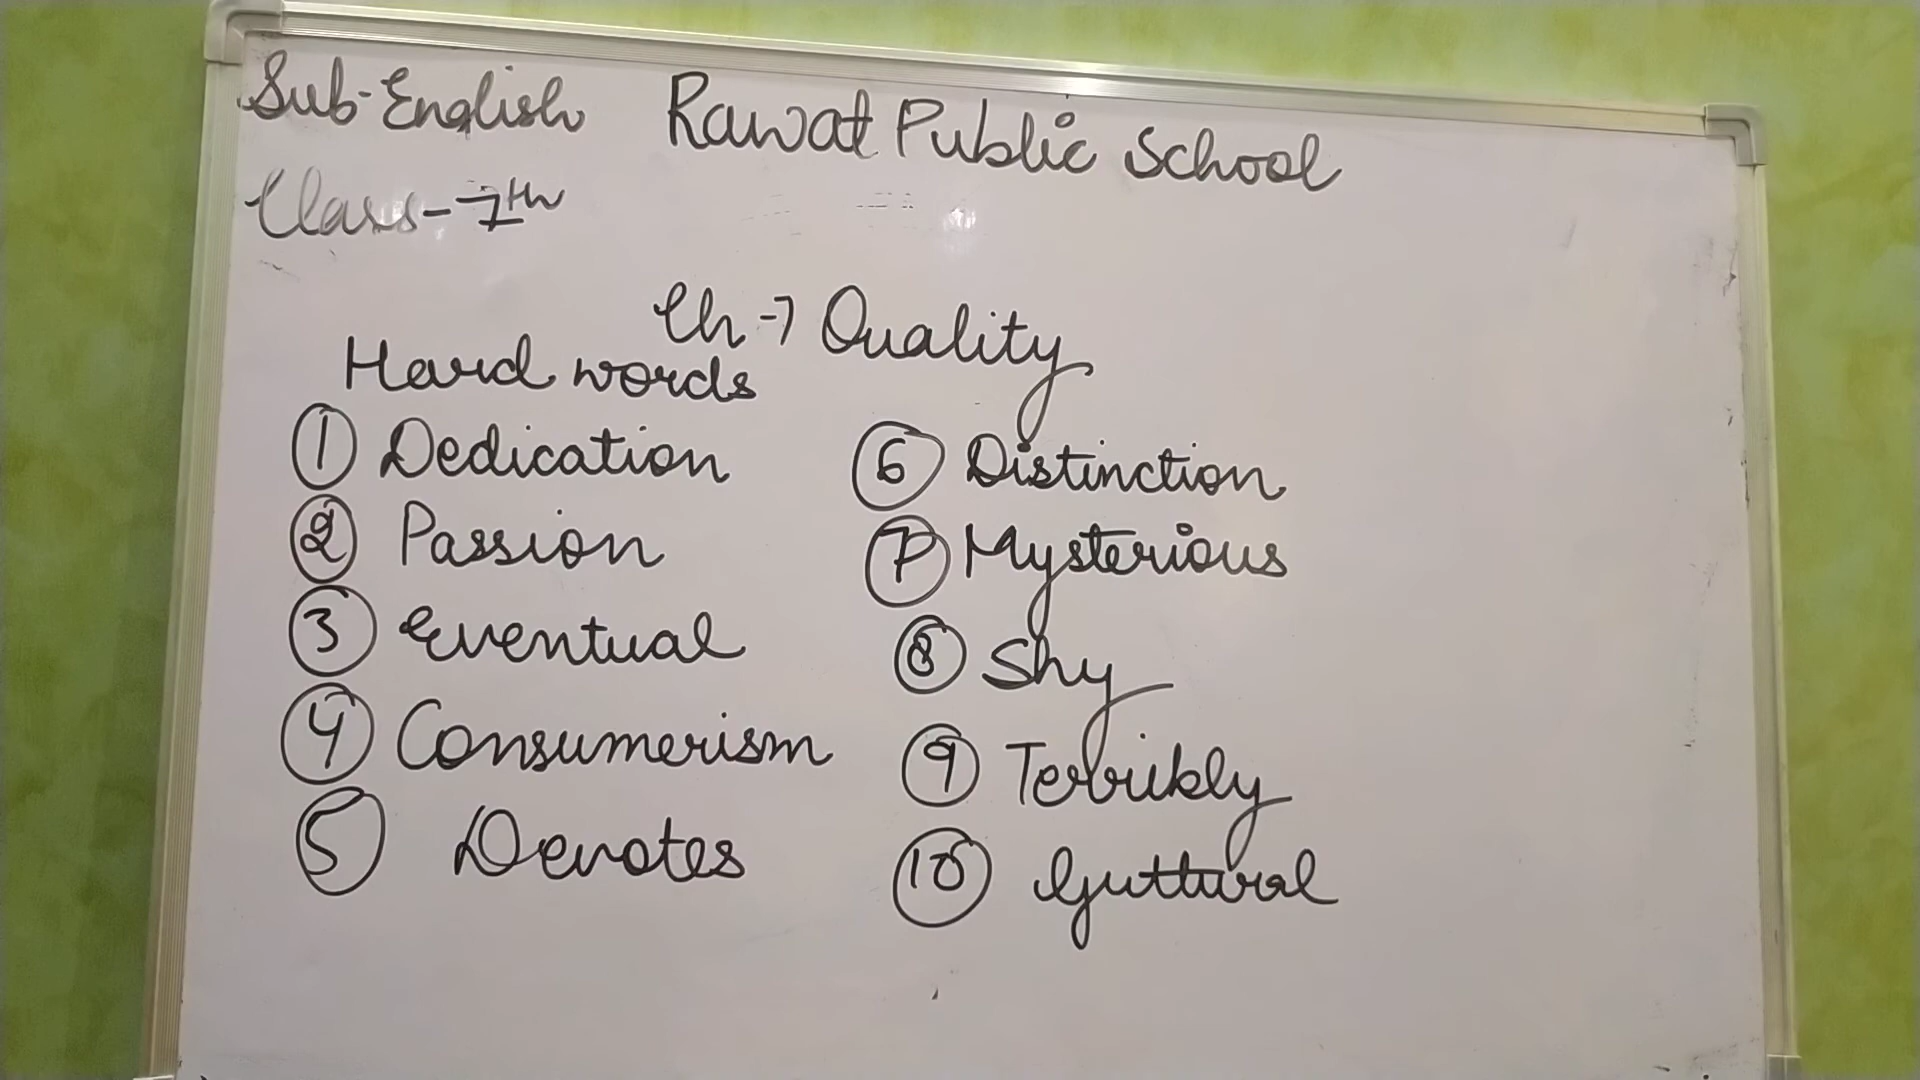 Sub-English Rawat Public School
Class-7th
Ch-7 Quality
Hard words
① Dedication
② Passion
③ Eventual
④ Consumerism
⑤ Devotes
⑥ Distinction
⑦ Mysterious
⑧ Shy
⑨ Terrikly
⑩ Guttural